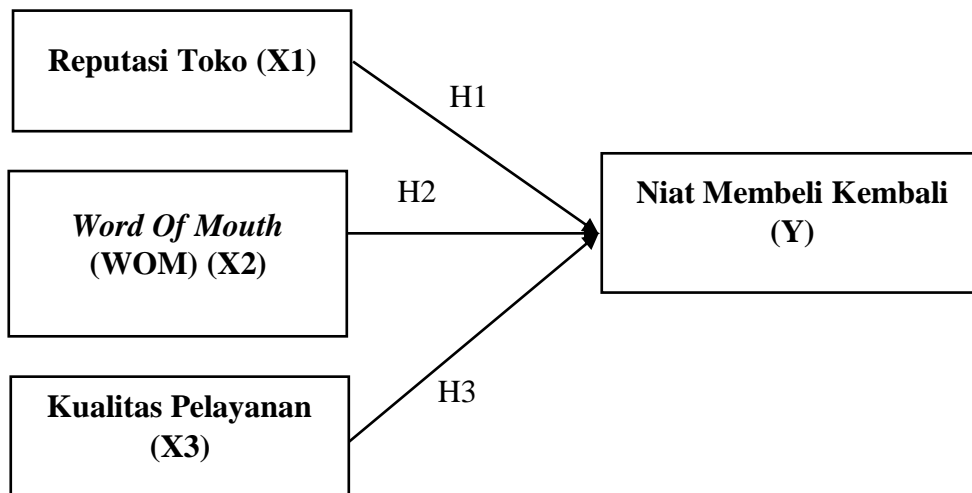 Reputasi Toko (X1)
H1
Word Of Mouth
(WOM) (X2)
H2
Niat Membeli Kembali
(Y)
Kualitas Pelayanan
(X3)
H3